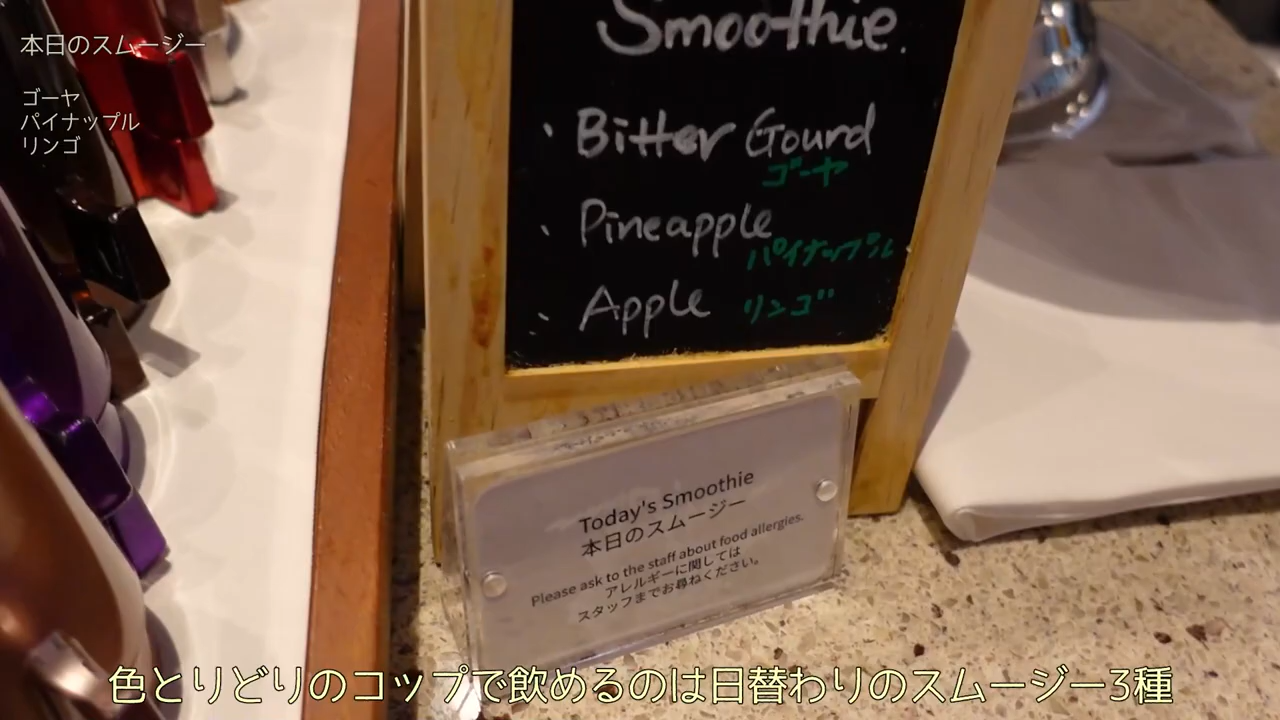 本日のスムージー
ゴーヤ
パイナップル
リンゴ
Smoothie.
・Bitter Gourd
ゴーヤ
・Pineapple
パイナップル
・Apple リンゴ
Today's Smoothie
本日のスムージー
Please ask to the staff about food allergies.
アレルギーに関しては
スタッフまでお尋ねください。
色とりどりのコップで飲めるのは日替わりのスムージー3種